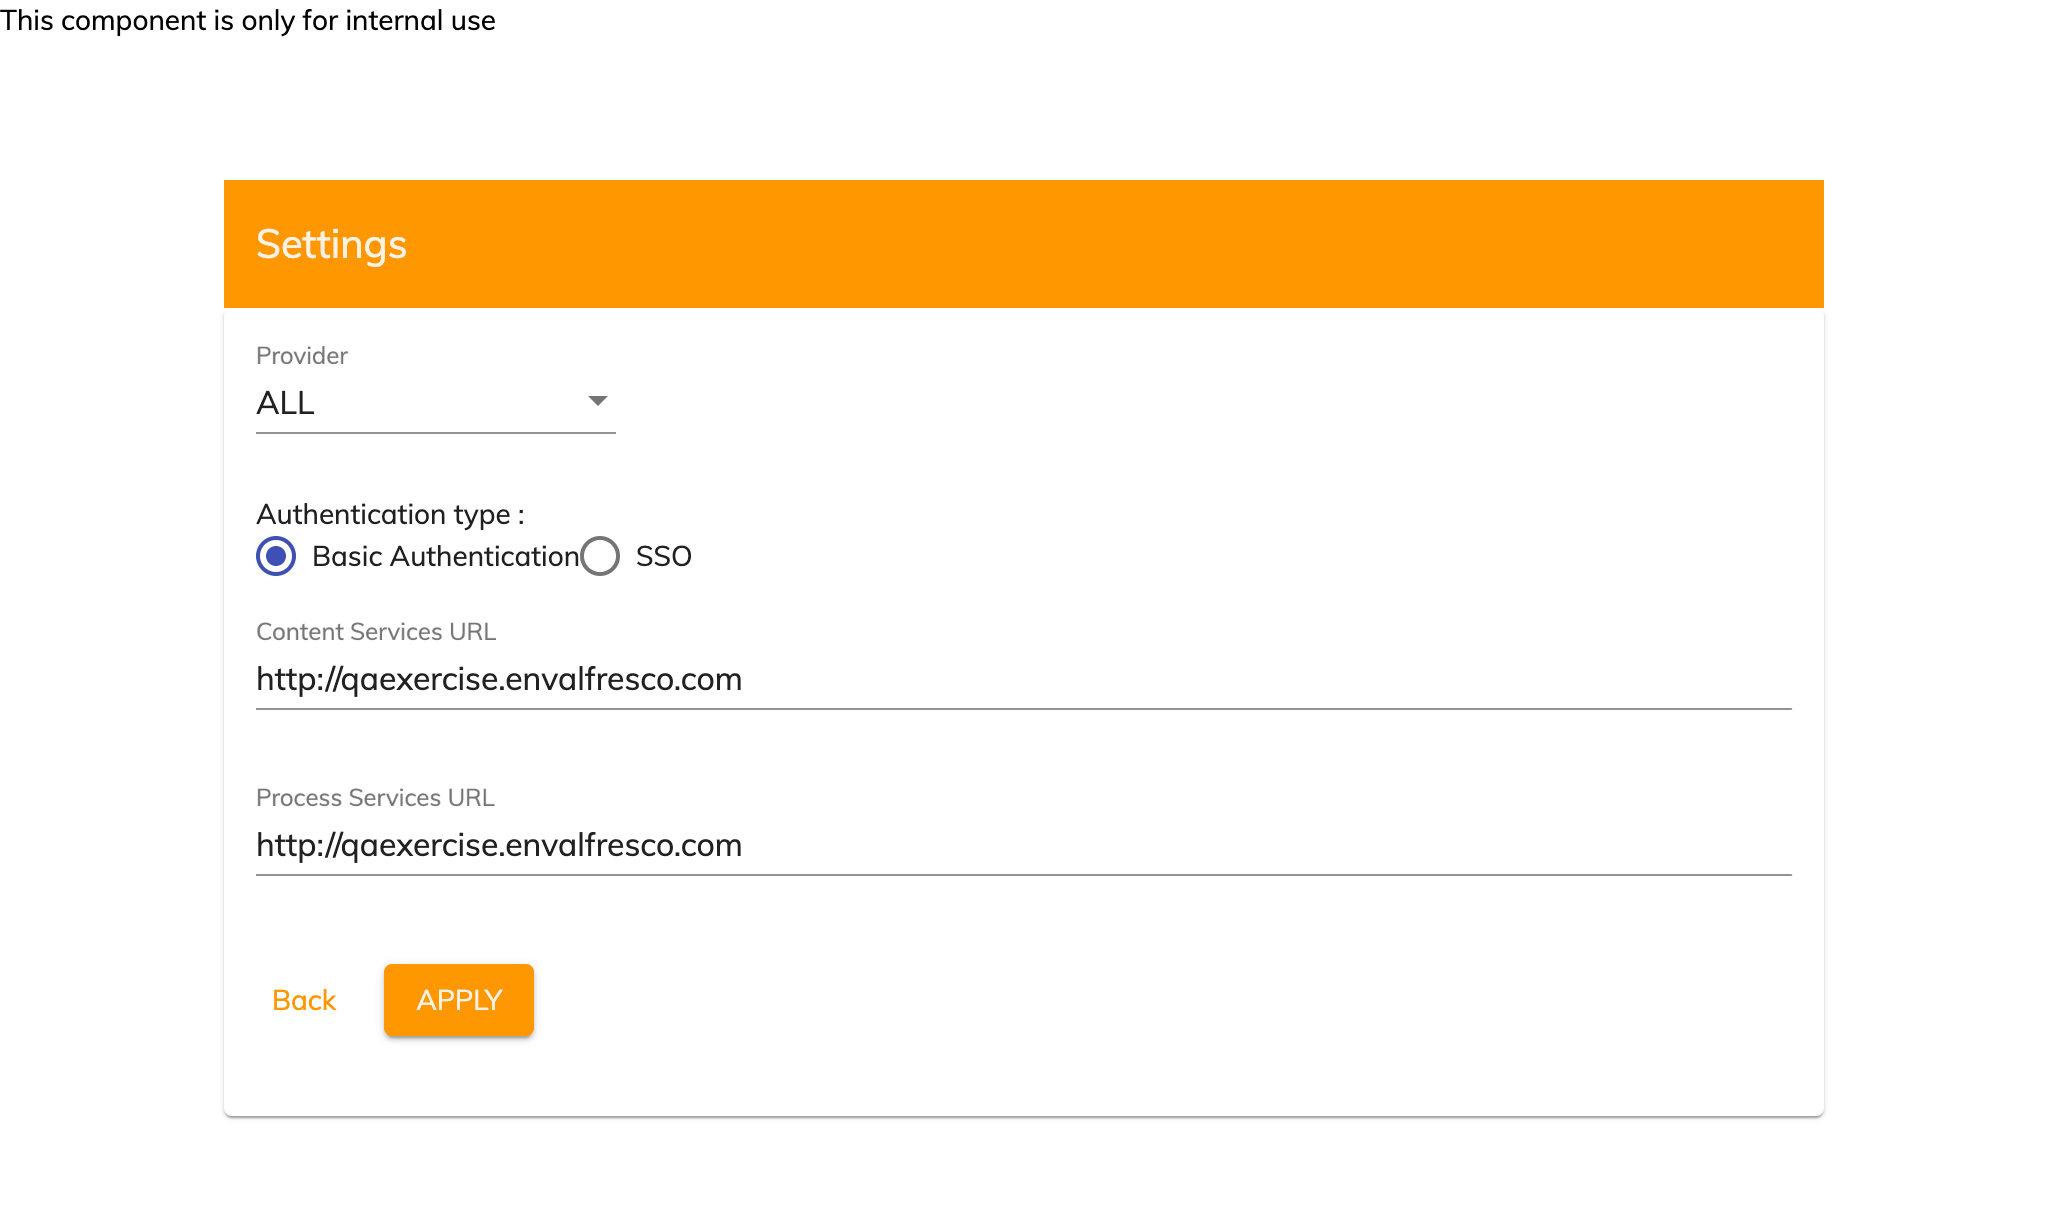 This component is only for internal use
Settings
Provider
ALL
Authentication type :
Basic Authentication SSO
Content Services URL
http://qaexercise.envalfresco.com
Process Services URL
http://qaexercise.envalfresco.com
Back APPLY